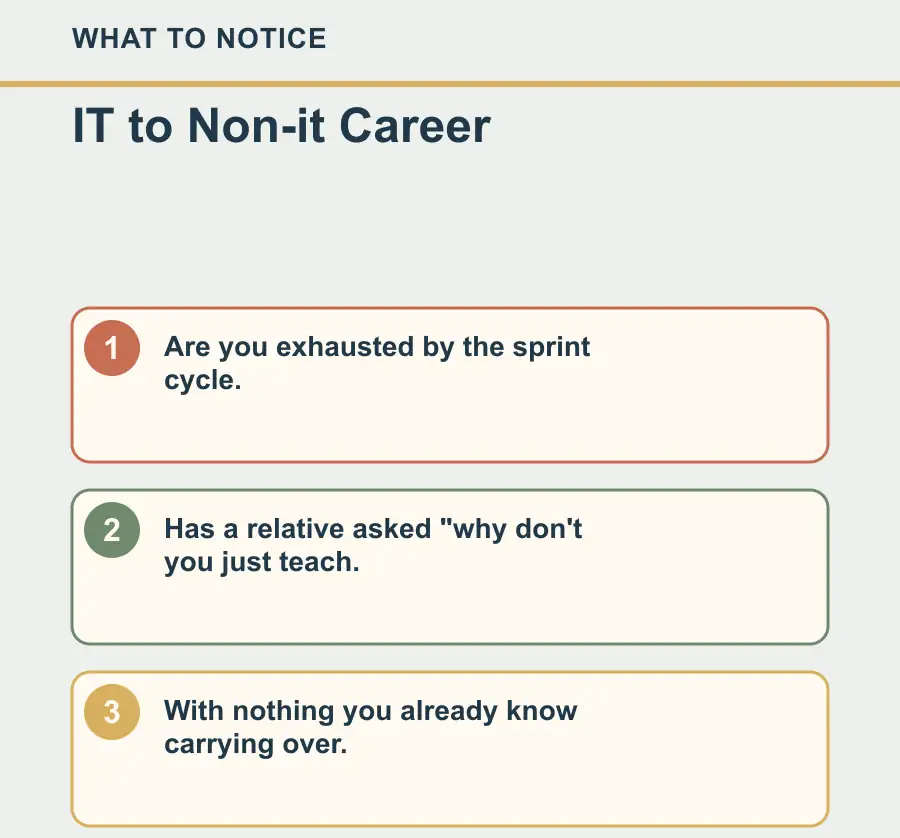 WHAT TO NOTICE
IT to Non-it Career
1
Are you exhausted by the sprint
cycle.
2
Has a relative asked "why don't
you just teach.
3
With nothing you already know
carrying over.